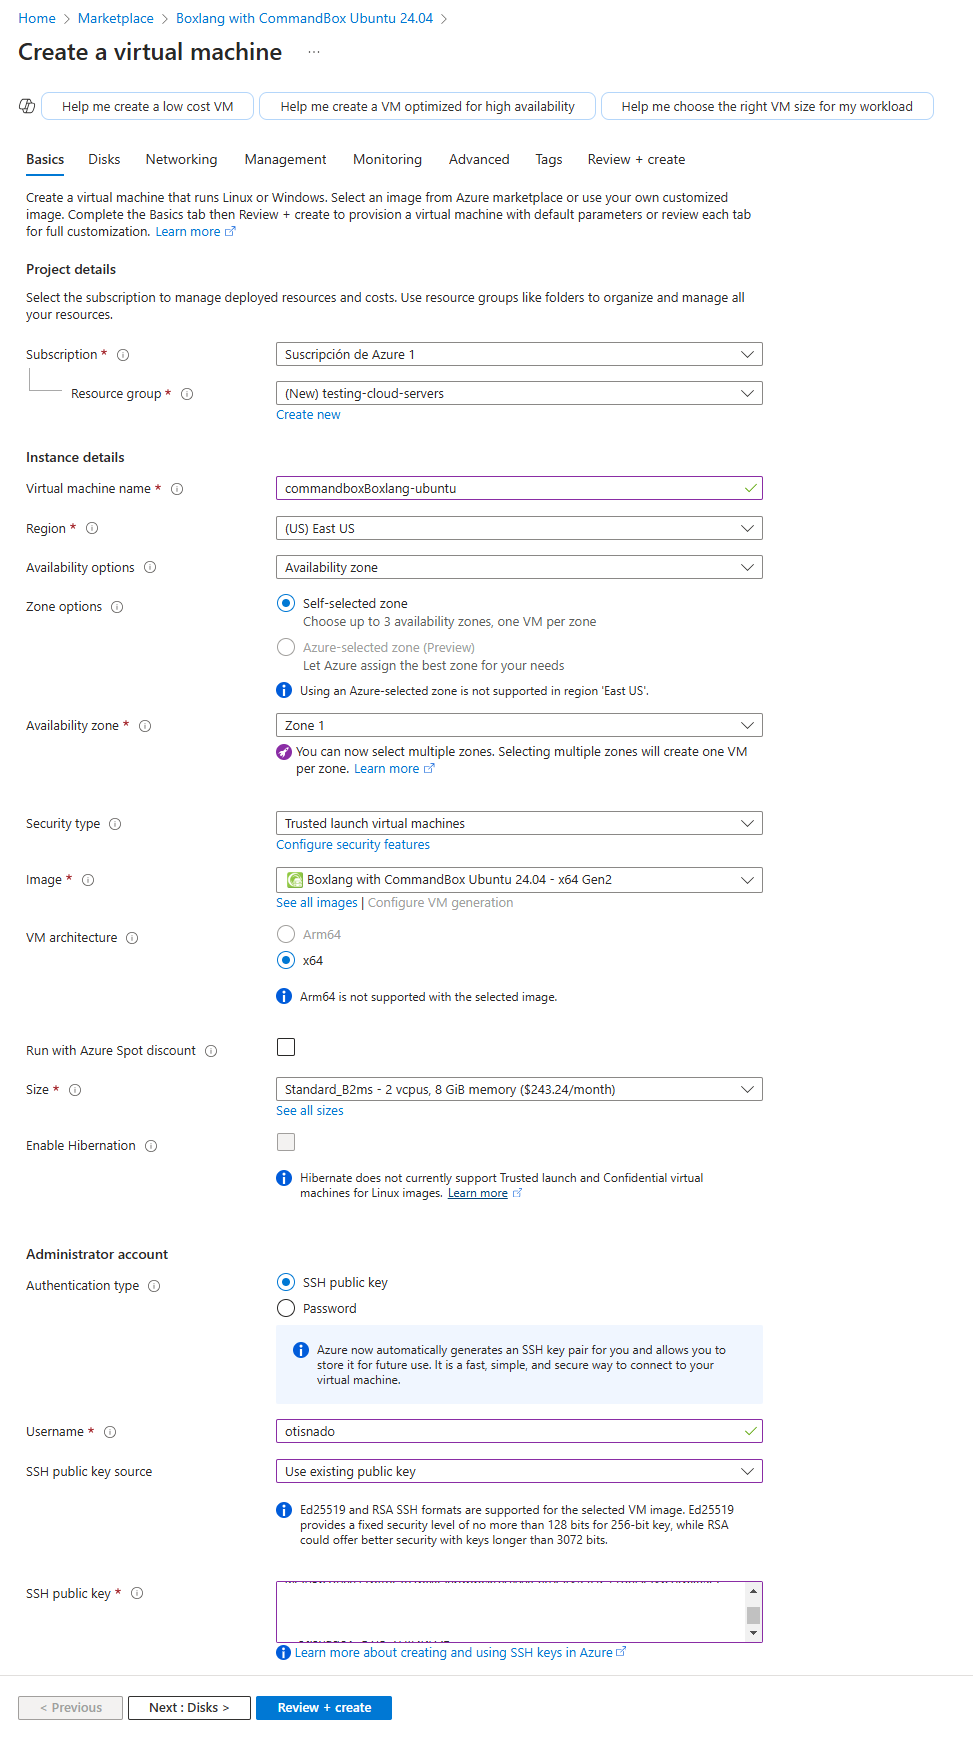 Home > Marketplace > Boxlang with CommandBox Ubuntu 24.04 >
Create a virtual machine ...
Help me create a low cost VM
Help me create a VM optimized for high availability
Help me choose the right VM size for my workload
Basics Disks Networking Management Monitoring Advanced Tags Review + create
Create a virtual machine that runs Linux or Windows. Select an image from Azure marketplace or use your own customized
image. Complete the Basics tab then Review + create to provision a virtual machine with default parameters or review each tab
for full customization. Learn more
Project details
Select the subscription to manage deployed resources and costs. Use resource groups like folders to organize and manage all
your resources.
Subscription *
Suscripción de Azure 1
Resource group *
(New) testing-cloud-servers
Create new
Instance details
Virtual machine name *
commandboxBoxlang-ubuntu
Region *
(US) East US
Availability options
Availability zone
Zone options
Self-selected zone
Choose up to 3 availability zones, one VM per zone
Azure-selected zone (Preview)
Let Azure assign the best zone for your needs
Using an Azure-selected zone is not supported in region 'East US'.
Availability zone *
Zone 1
You can now select multiple zones. Selecting multiple zones will create one VM
per zone. Learn more
Security type
Trusted launch virtual machines
Configure security features
Image *
Boxlang with CommandBox Ubuntu 24.04 - x64 Gen2
See all images | Configure VM generation
VM architecture
Arm64
x64
Arm64 is not supported with the selected image.
Run with Azure Spot discount
Size *
Standard_B2ms - 2 vcpus, 8 GiB memory ($243.24/month)
See all sizes
Enable Hibernation
Hibernate does not currently support Trusted launch and Confidential virtual
machines for Linux images. Learn more
Administrator account
Authentication type
SSH public key
Password
Azure now automatically generates an SSH key pair for you and allows you to
store it for future use. It is a fast, simple, and secure way to connect to your
virtual machine.
Username *
otisnado
SSH public key source
Use existing public key
Ed25519 and RSA SSH formats are supported for the selected VM image. Ed25519
provides a fixed security level of no more than 128 bits for 256-bit key, while RSA
could offer better security with keys longer than 3072 bits.
SSH public key *
Learn more about creating and using SSH keys in Azure
< Previous
Next : Disks >
Review + create